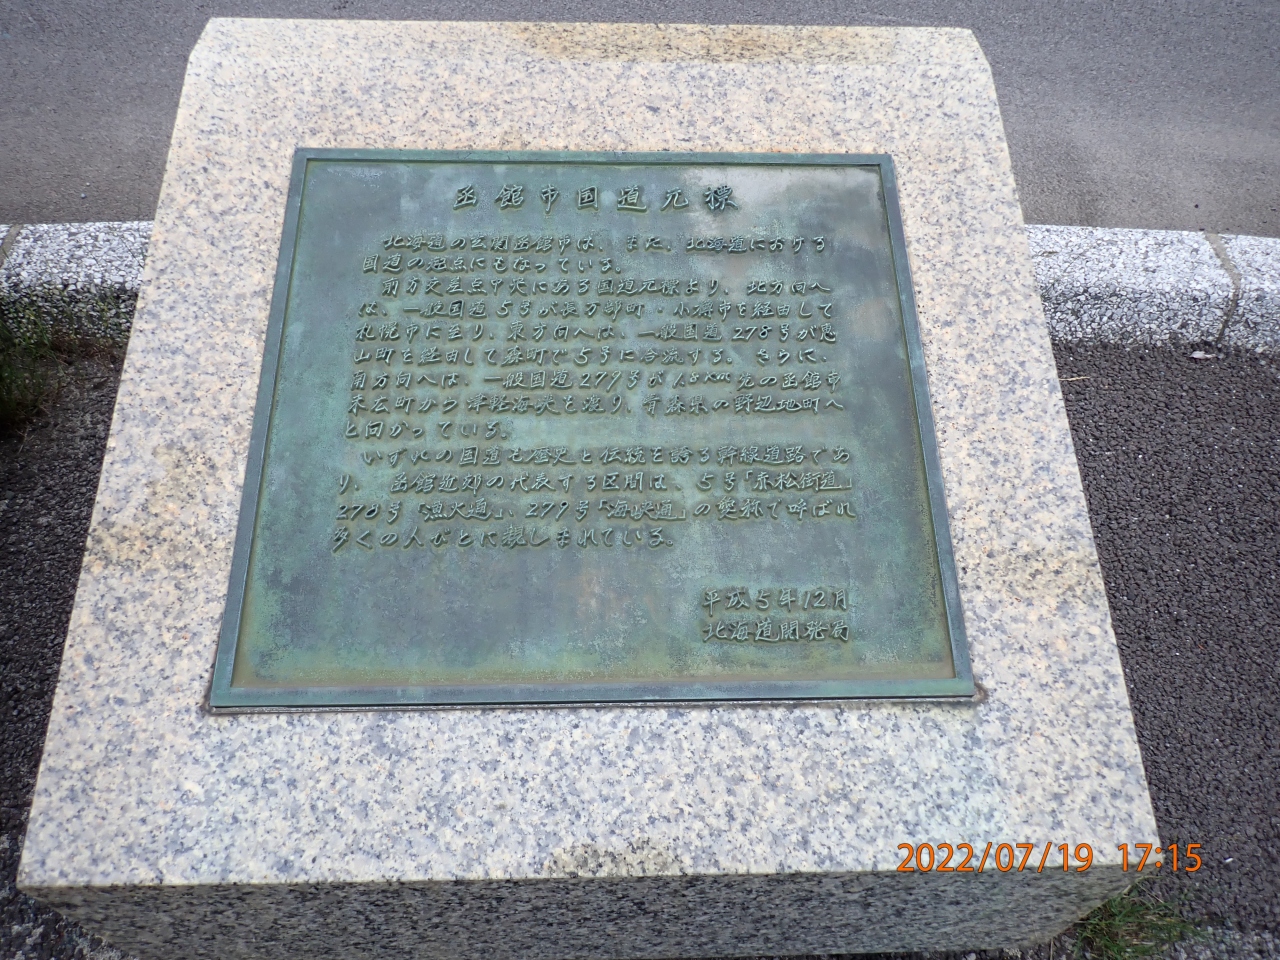 函館市国道元標
北海道の玄関函館市は、また、北海道における
国道の起点にもなっている。
前方交差点中心にある国道元標より、北方向へ
は、一般国道5号が長万部町・小樽市を経由して
札幌市に至り、東方向へは、一般国道278号が恵
山町を経由して森町で5号に合流する。さらに、
南方向へは、一般国道279号が1.8km先の函館市
末広町から津軽海峡を渡り、青森県の野辺地町へ
と向かっている。
いずれの国道も歴史と伝統を誇る幹線道路であ
り、函館近郊の代表する区間は、5号「赤松街道」
278号「漁火通」、279号「海峡通」の愛称で呼ばれ
多くの人びとに親しまれている。
平成5年12月
北海道開発局
2022/07/19 17:15